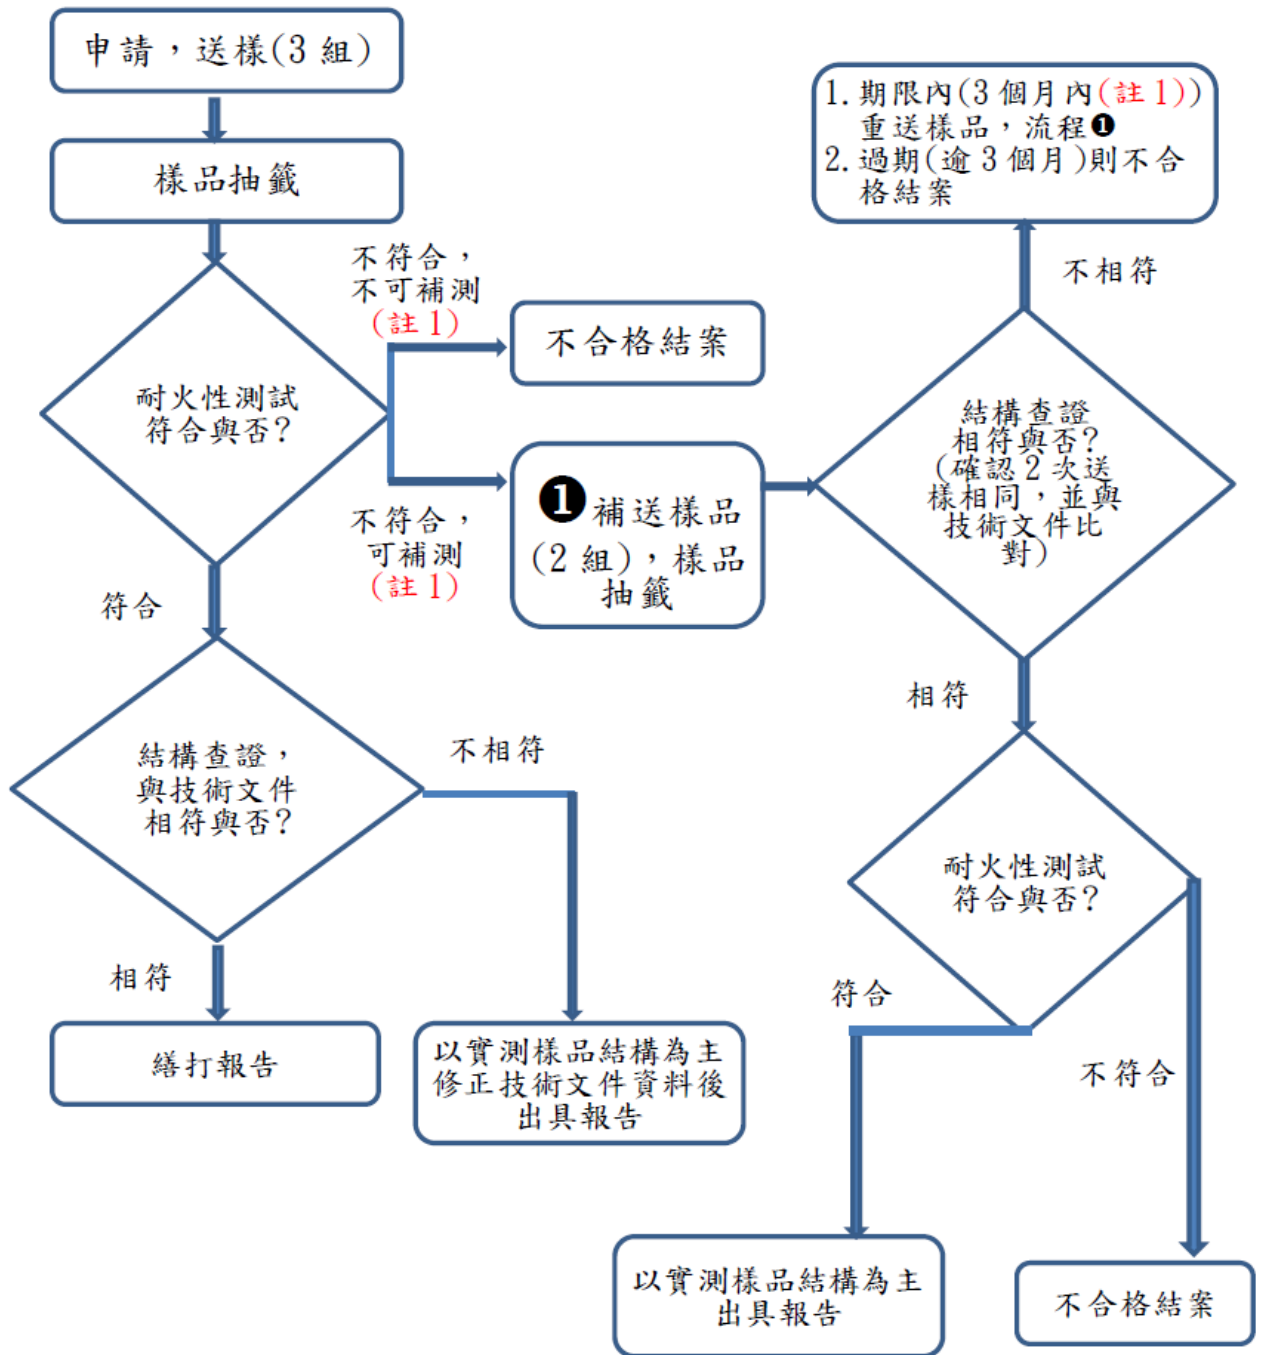 申請，送樣(3 組)
樣品抽籤
耐火性測試
符合與否?
不符合，
不可補測
(註 1)
不合格結案
不符合，
可補測
(註 1)
❶補送樣品
(2 組)，樣品
抽籤
1. 期限內(3 個月內(註 1))
重送樣品，流程❶
2. 過期(逾 3 個月)則不合
格結案
不相符
結構查證
相符與否?
(確認 2 次送
樣相同，並與
技術文件比
對)
相符
耐火性測試
符合與否?
符合
不符合
以實測樣品結構為主
出具報告
不合格結案
符合
結構查證，
與技術文件
相符與否?
不相符
相符
繕打報告
以實測樣品結構為主
修正技術文件資料後
出具報告